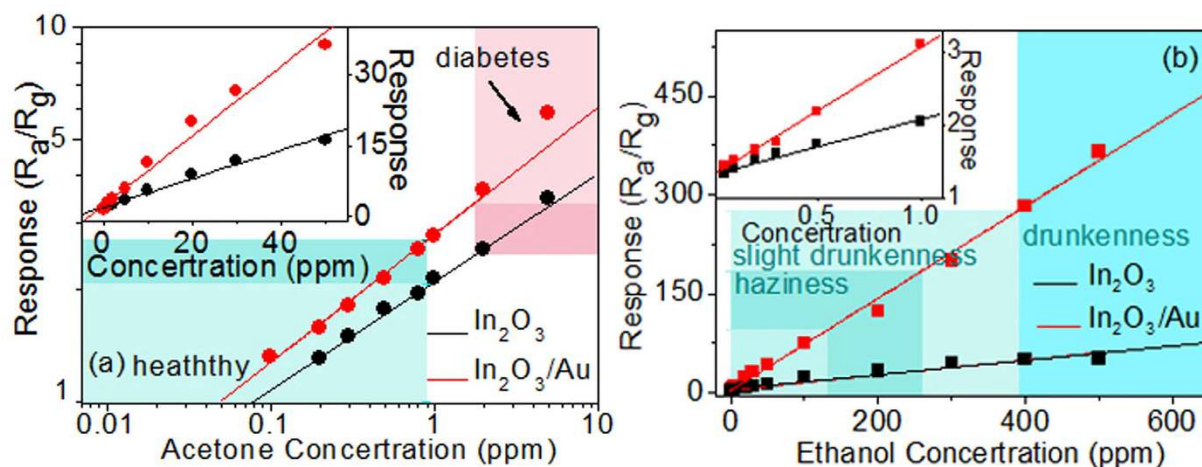 10
5
1
Response (Ra/Rg)
0 20 40
0
15
30
Response
Concertration (ppm)
diabetes
(a) heaththy
In2O3
In2O3/Au
0.01 0.1 1 10
Acetone Concertration (ppm)
(b)
450
300
150
0
Response (Ra/Rg)
0.5 1.0
1
2
3
Response
Concertration
slight drunkenness
haziness
drunkenness
In2O3
In2O3/Au
0 200 400 600
Ethanol Concertration (ppm)